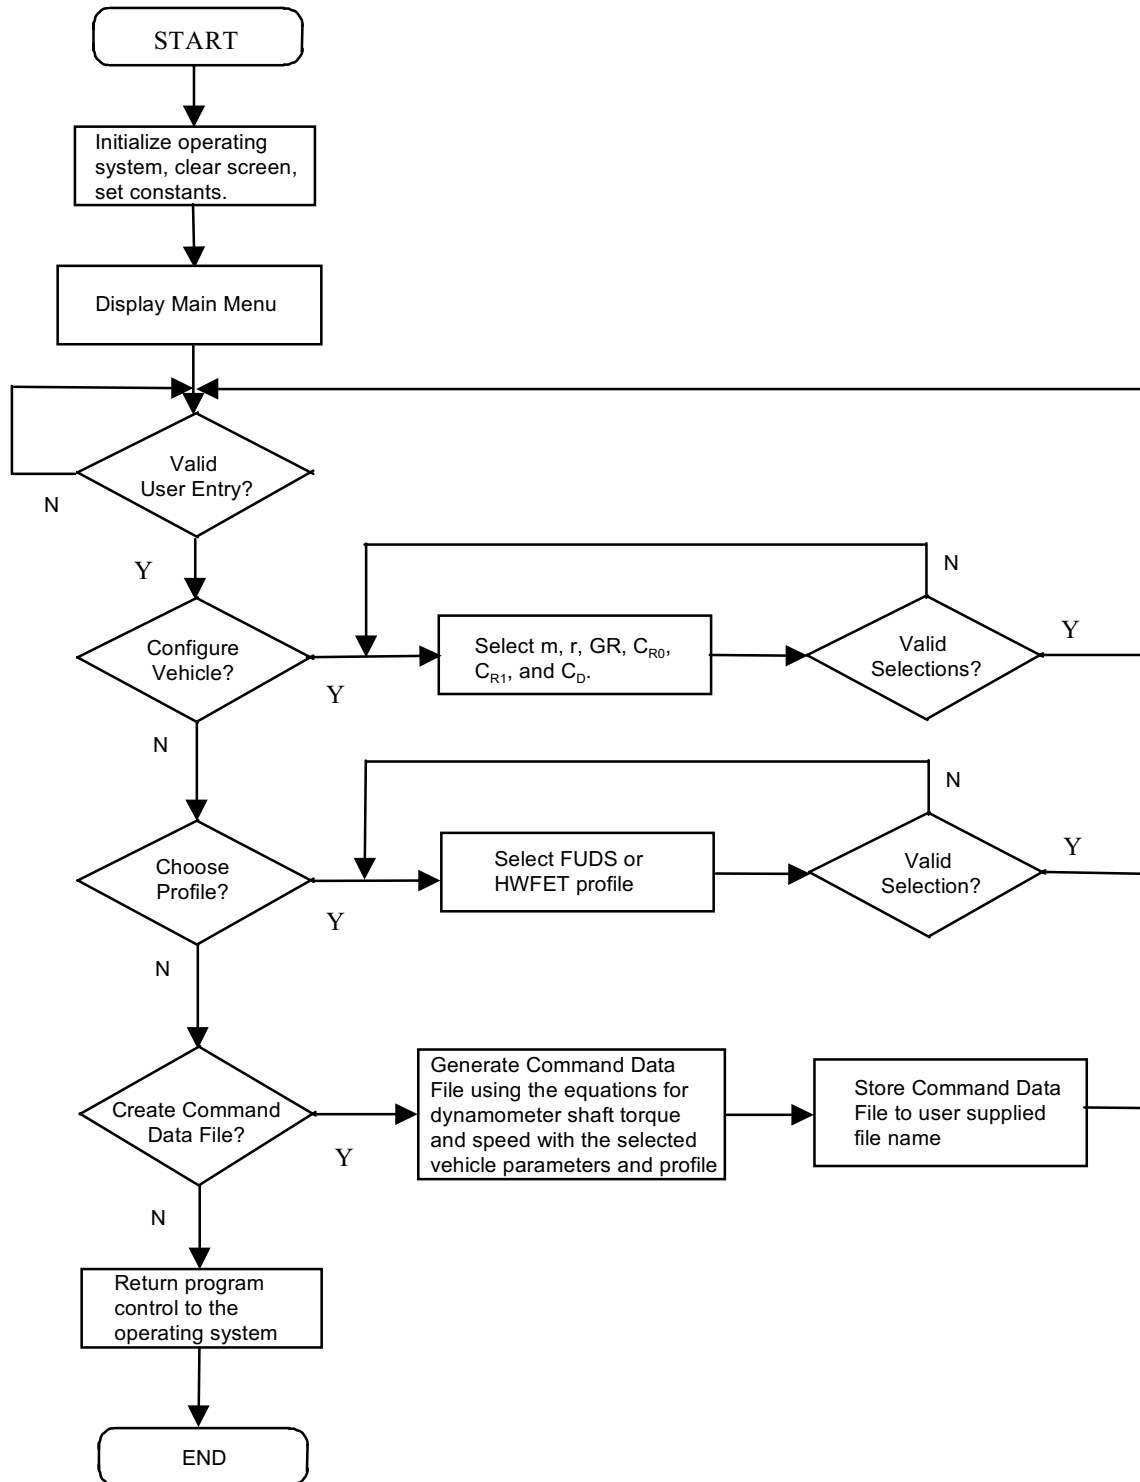 START
Initialize operating
system, clear screen,
set constants.
Display Main Menu
Valid
User Entry?
N
Y
Configure
Vehicle?
Y
N
Select m, r, GR, C_R0,
C_R1, and C_D.
Valid
Selections?
N
Y
Choose
Profile?
Y
N
Select FUDS or
HWFET profile
Valid
Selection?
N
Y
Create Command
Data File?
Y
N
Generate Command Data
File using the equations for
dynamometer shaft torque
and speed with the selected
vehicle parameters and profile
Store Command Data
File to user supplied
file name
Return program
control to the
operating system
END